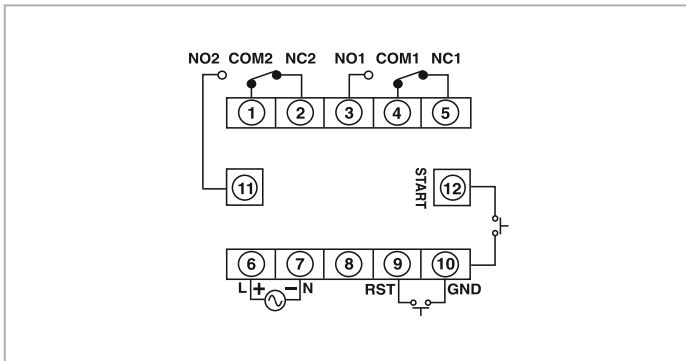 NO2 COM2 NC2 NO1 COM1 NC1
1 2 3 4 5
11 START 12
6 7 8 9 10
L + − N RST GND